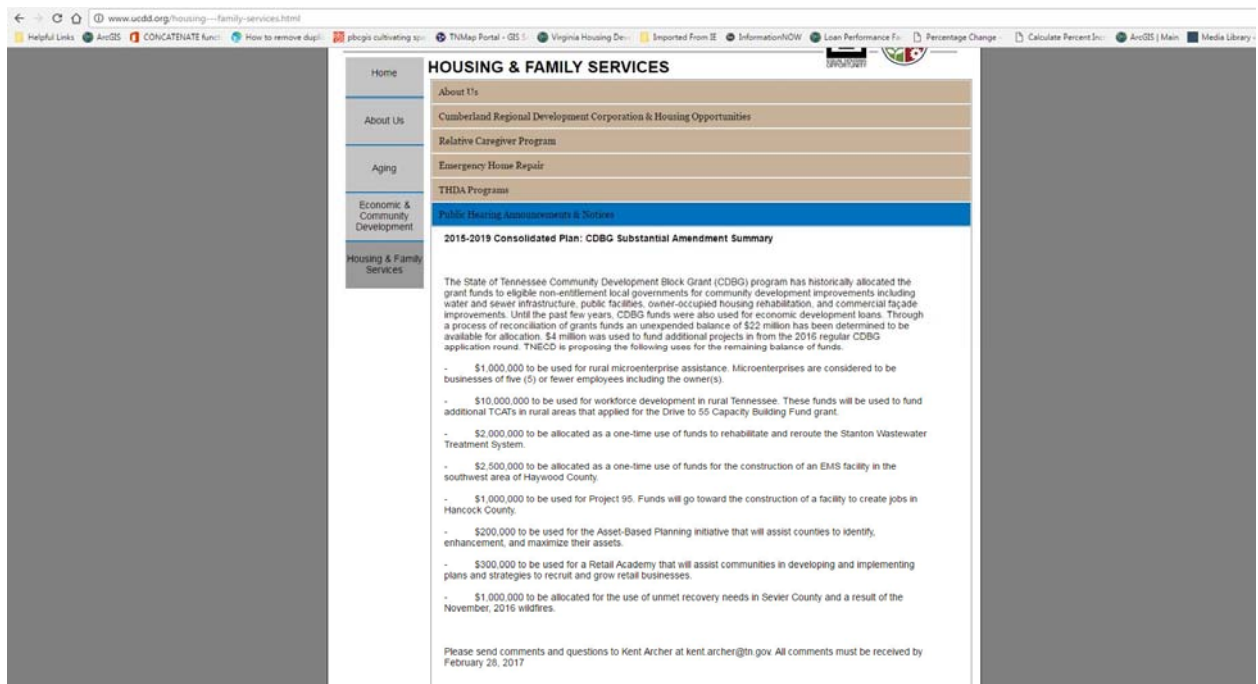 www.ucdd.org/housing---family-services.html
Helpful Links ArcGIS CONCATENATE funct How to remove dupli pbcgis cultivating spa TNMap Portal - GIS S Virginia Housing Dev Imported From IE InformationNOW Loan Performance Fa Percentage Change - Calculate Percent Inc ArcGIS | Main Media Library -
EQUAL HOUSING
OPPORTUNITY
HOUSING & FAMILY SERVICES
Home
About Us
Aging
Economic &
Community
Development
Housing & Family
Services
About Us
Cumberland Regional Development Corporation & Housing Opportunities
Relative Caregiver Program
Emergency Home Repair
THDA Programs
Public Hearing Announcements & Notices
2015-2019 Consolidated Plan: CDBG Substantial Amendment Summary
The State of Tennessee Community Development Block Grant (CDBG) program has historically allocated the
grant funds to eligible non-entitlement local governments for community development improvements including
water and sewer infrastructure, public facilities, owner-occupied housing rehabilitation, and commercial façade
improvements. Until the past few years, CDBG funds were also used for economic development loans. Through
a process of reconciliation of grants funds an unexpended balance of $22 million has been determined to be
available for allocation. $4 million was used to fund additional projects in from the 2016 regular CDBG
application round. TNECD is proposing the following uses for the remaining balance of funds.
- $1,000,000 to be used for rural microenterprise assistance. Microenterprises are considered to be
businesses of five (5) or fewer employees including the owner(s).
- $10,000,000 to be used for workforce development in rural Tennessee. These funds will be used to fund
additional TCATs in rural areas that applied for the Drive to 55 Capacity Building Fund grant.
- $2,000,000 to be allocated as a one-time use of funds to rehabilitate and reroute the Stanton Wastewater
Treatment System.
- $2,500,000 to be allocated as a one-time use of funds for the construction of an EMS facility in the
southwest area of Haywood County.
- $1,000,000 to be used for Project 95. Funds will go toward the construction of a facility to create jobs in
Hancock County.
- $200,000 to be used for the Asset-Based Planning initiative that will assist counties to identify,
enhancement, and maximize their assets.
- $300,000 to be used for a Retail Academy that will assist communities in developing and implementing
plans and strategies to recruit and grow retail businesses.
- $1,000,000 to be allocated for the use of unmet recovery needs in Sevier County and a result of the
November, 2016 wildfires.
Please send comments and questions to Kent Archer at kent.archer@tn.gov. All comments must be received by
February 28, 2017